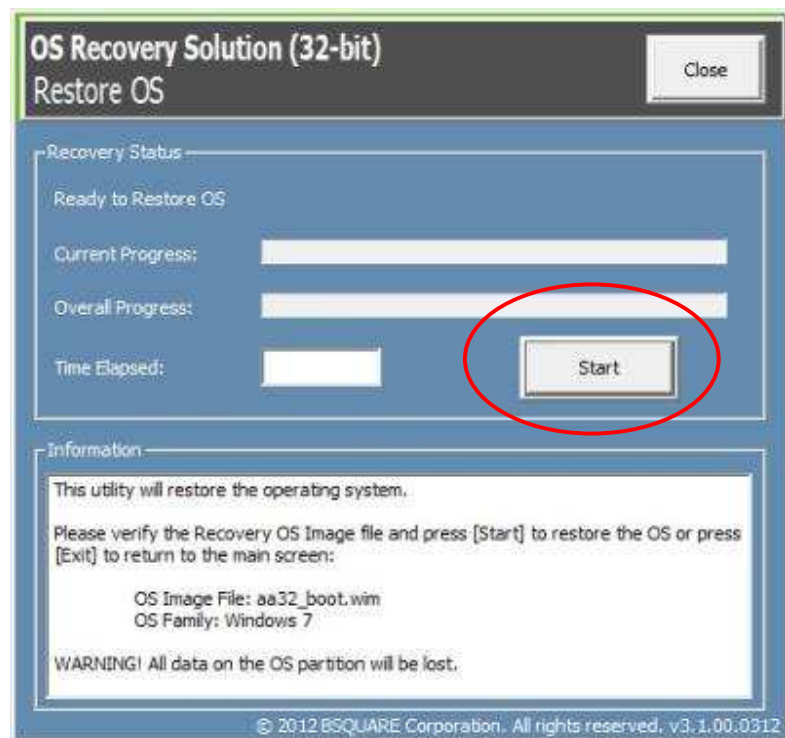 OS Recovery Solution (32-bit)
Restore OS
Close
Recovery Status
Ready to Restore OS
Current Progress:
Overall Progress:
Time Elapsed:
Start
Information
This utility will restore the operating system.
Please verify the Recovery OS Image file and press [Start] to restore the OS or press
[Exit] to return to the main screen:
OS Image File: aa32_boot.wim
OS Family: Windows 7
WARNING! All data on the OS partition will be lost.
© 2012 BSQUARE Corporation. All rights reserved. v3.1.00.0312